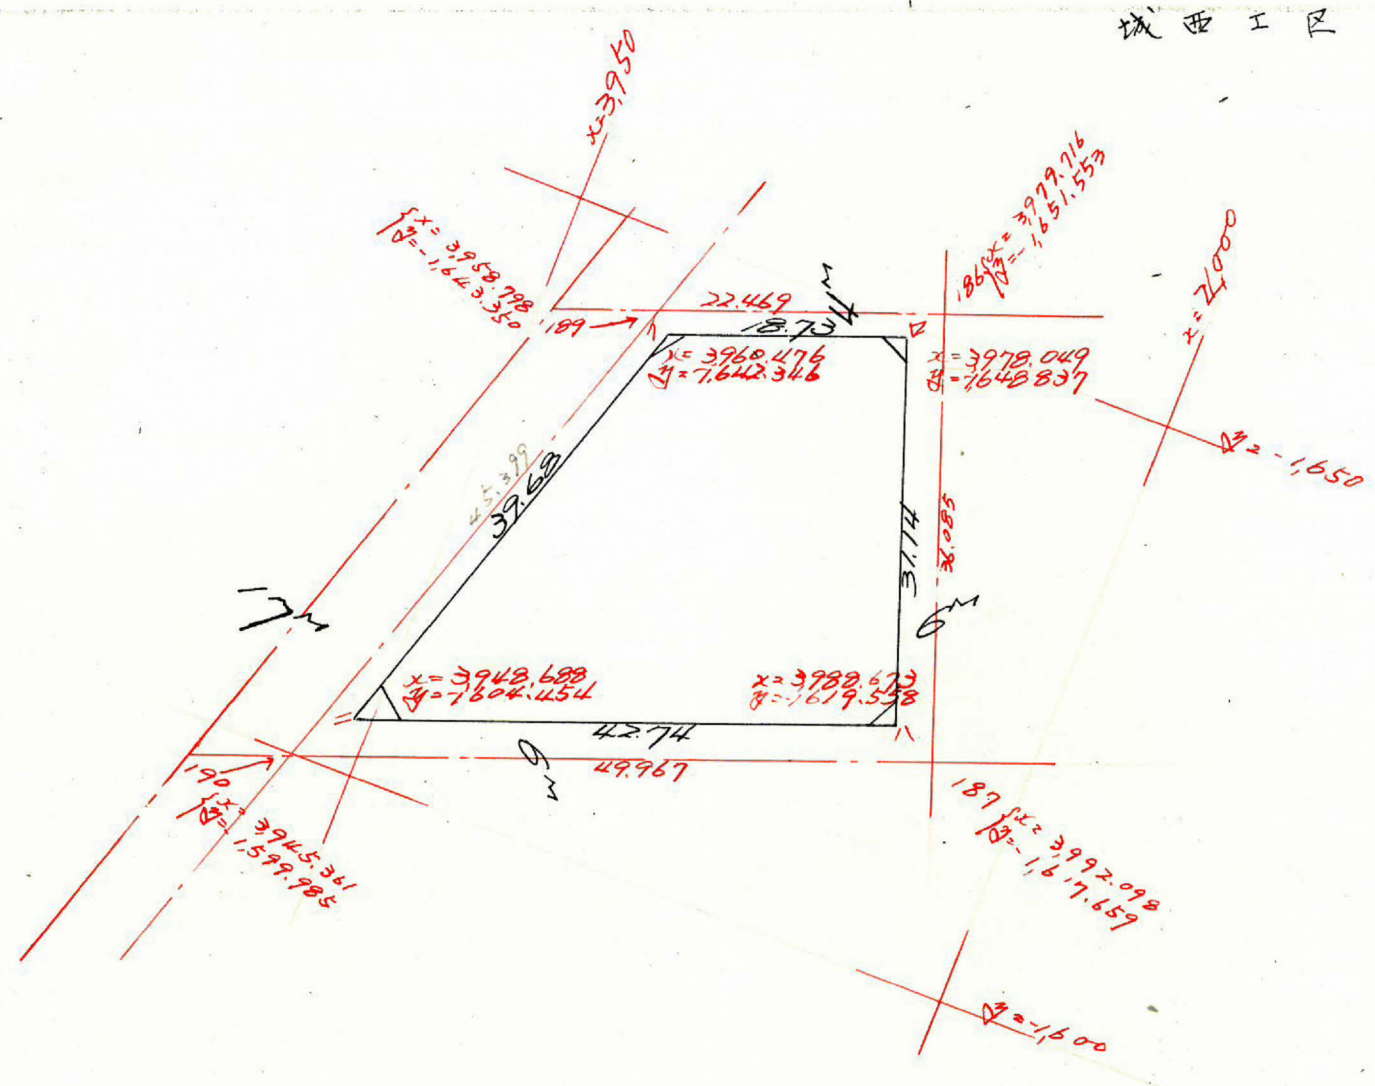 城西工区
x=3,950
{x=3,979.716
186 y=-1,651.553
{x=3,958.798
y=-1,643.350
x=4,000
22.469
4m
189
18.73
x=3,960.476
y=-1,642.346
x=3,978.049
y=-1,648.837
y=-1,650
45.399
39.68
31.74
36.085
17m
6m
x=3,948.688
y=-1,604.454
x=3,988.673
y=-1,619.558
42.74
6m
49.967
190
{x=3,945.361
y=-1,599.985
187 {x=3,992.098
y=-1,617.659
y=-1,600